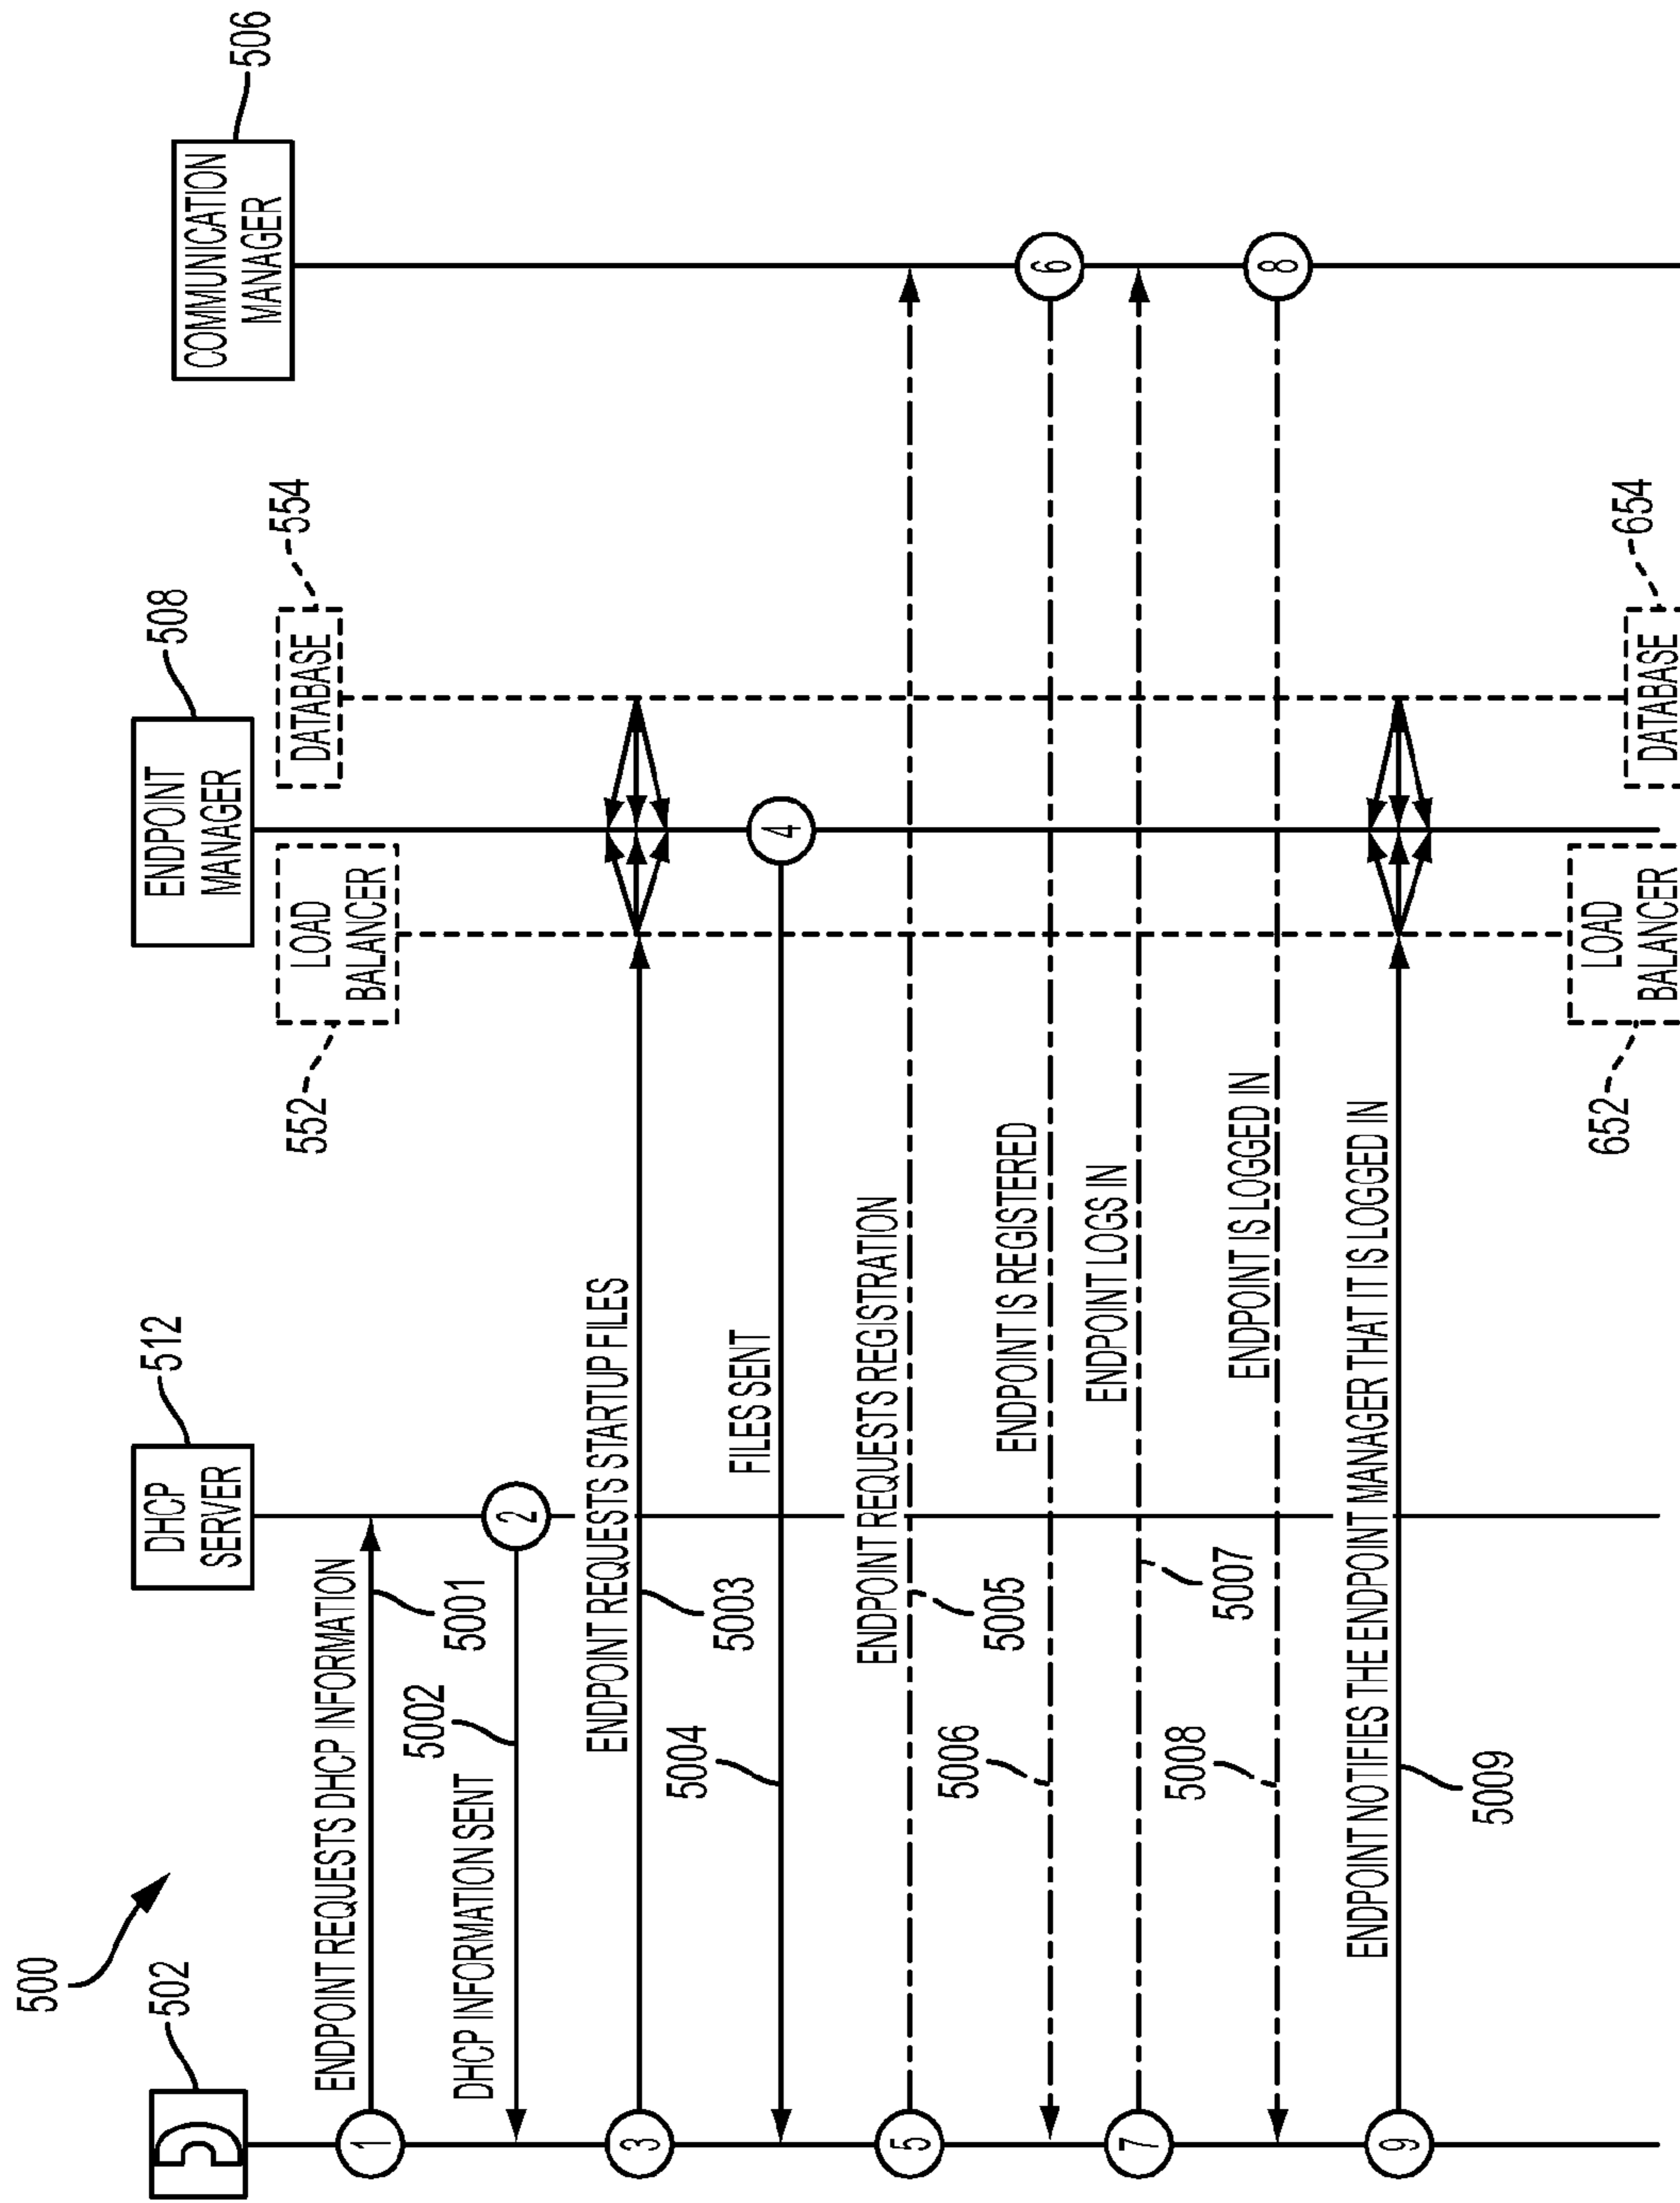 500
502
512
508
506
DHCP
SERVER
ENDPOINT
MANAGER
COMMUNICATION
MANAGER
552
LOAD
BALANCER
DATABASE
554
1
ENDPOINT REQUESTS DHCP INFORMATION
5001
2
5002
DHCP INFORMATION SENT
3
ENDPOINT REQUESTS STARTUP FILES
5003
4
FILES SENT
5004
5
ENDPOINT REQUESTS REGISTRATION
5005
6
ENDPOINT IS REGISTERED
5006
7
ENDPOINT LOGS IN
5007
8
ENDPOINT IS LOGGED IN
5008
9
ENDPOINT NOTIFIES THE ENDPOINT MANAGER THAT IT IS LOGGED IN
5009
652
LOAD
BALANCER
DATABASE
654